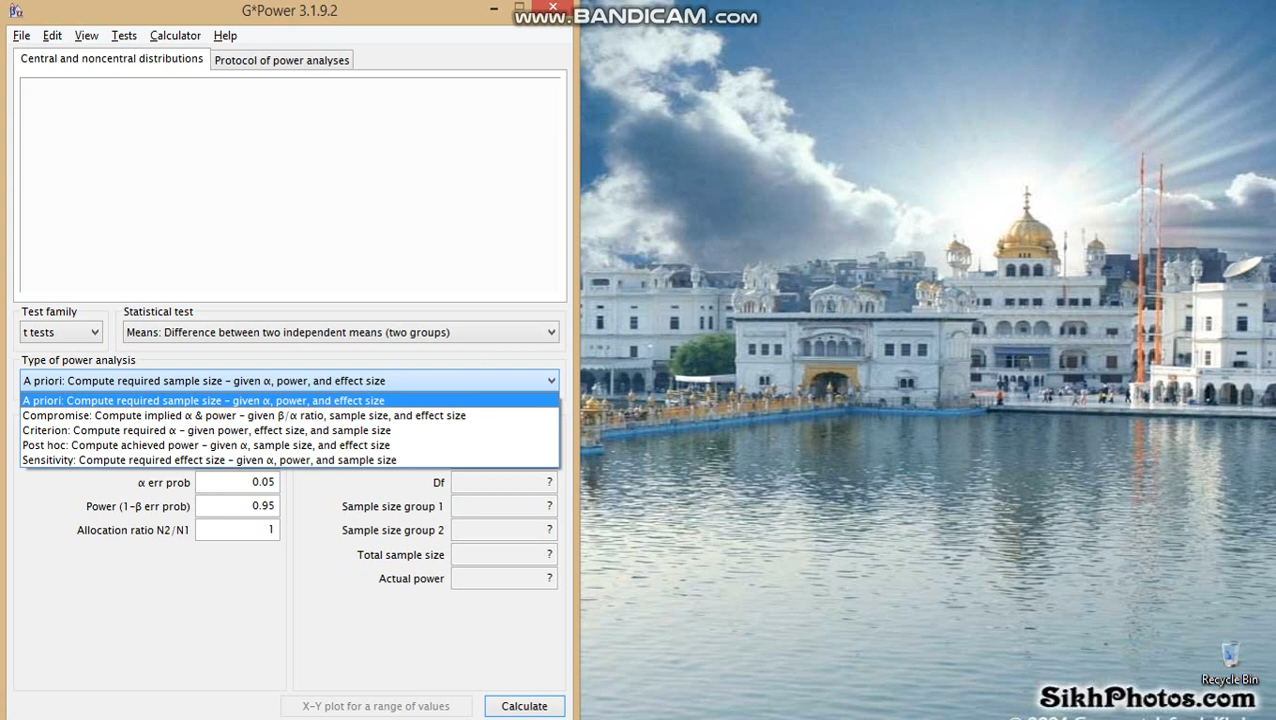 G*Power 3.1.9.2
www.BANDICAM.com
File Edit View Tests Calculator Help
Central and noncentral distributions Protocol of power analyses
Test family Statistical test
t tests Means: Difference between two independent means (two groups)
Type of power analysis
A priori: Compute required sample size - given α, power, and effect size
A priori: Compute required sample size - given α, power, and effect size
Compromise: Compute implied α & power - given β/α ratio, sample size, and effect size
Criterion: Compute required α - given power, effect size, and sample size
Post hoc: Compute achieved power - given α, sample size, and effect size
Sensitivity: Compute required effect size - given α, power, and sample size
α err prob 0.05 Df ?
Power (1-β err prob) 0.95 Sample size group 1 ?
Allocation ratio N2/N1 1 Sample size group 2 ?
Total sample size ?
Actual power ?
X-Y plot for a range of values Calculate
Recycle Bin
SikhPhotos.com